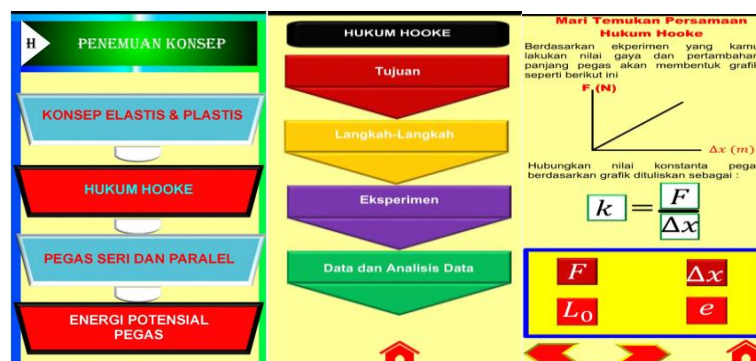 H
PENEMUAN KONSEP
KONSEP ELASTIS & PLASTIS
HUKUM HOOKE
PEGAS SERI DAN PARALEL
ENERGI POTENSIAL
PEGAS
HUKUM HOOKE
Tujuan
Langkah-Langkah
Eksperimen
Data dan Analisis Data
Mari Temukan Persamaan
Hukum Hooke
Berdasarkan ekperimen yang kamu
lakukan nilai gaya dan pertambahan
panjang pegas akan membentuk grafik
seperti berikut ini
F (N)
Δx (m)
Hubungkan nilai konstanta pegas
berdasarkan grafik dituliskan sebagai :
k = F / Δx
F Δx
L₀ e